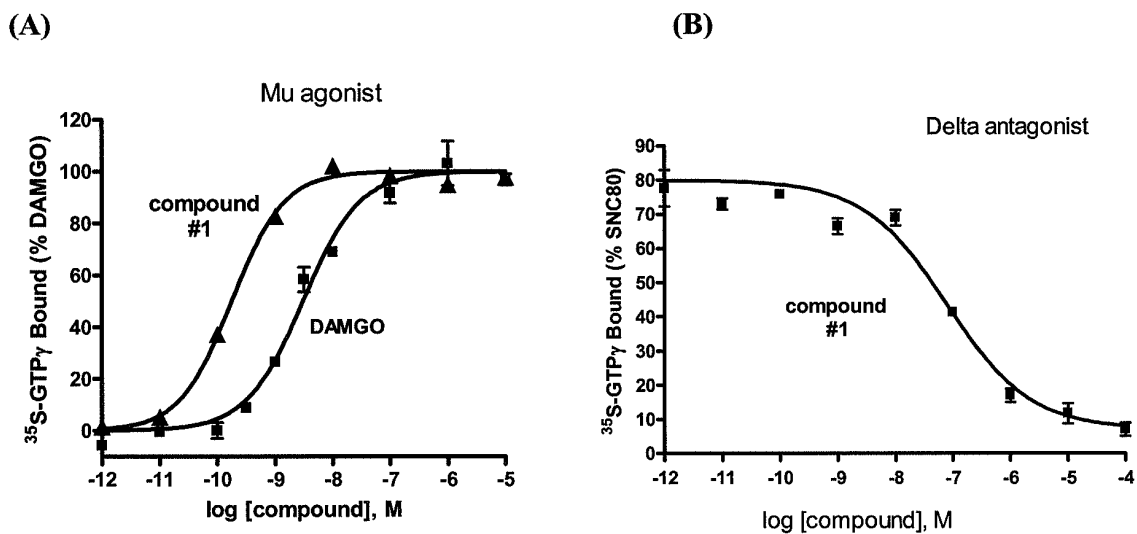 (A)
Mu agonist
³⁵S-GTPγ Bound (% DAMGO)
120
100
80
60
40
20
0
compound
#1
DAMGO
-12 -11 -10 -9 -8 -7 -6 -5
log [compound], M
(B)
Delta antagonist
³⁵S-GTPγ Bound (% SNC80)
90
80
70
60
50
40
30
20
10
0
compound
#1
-12 -11 -10 -9 -8 -7 -6 -5 -4
log [compound], M